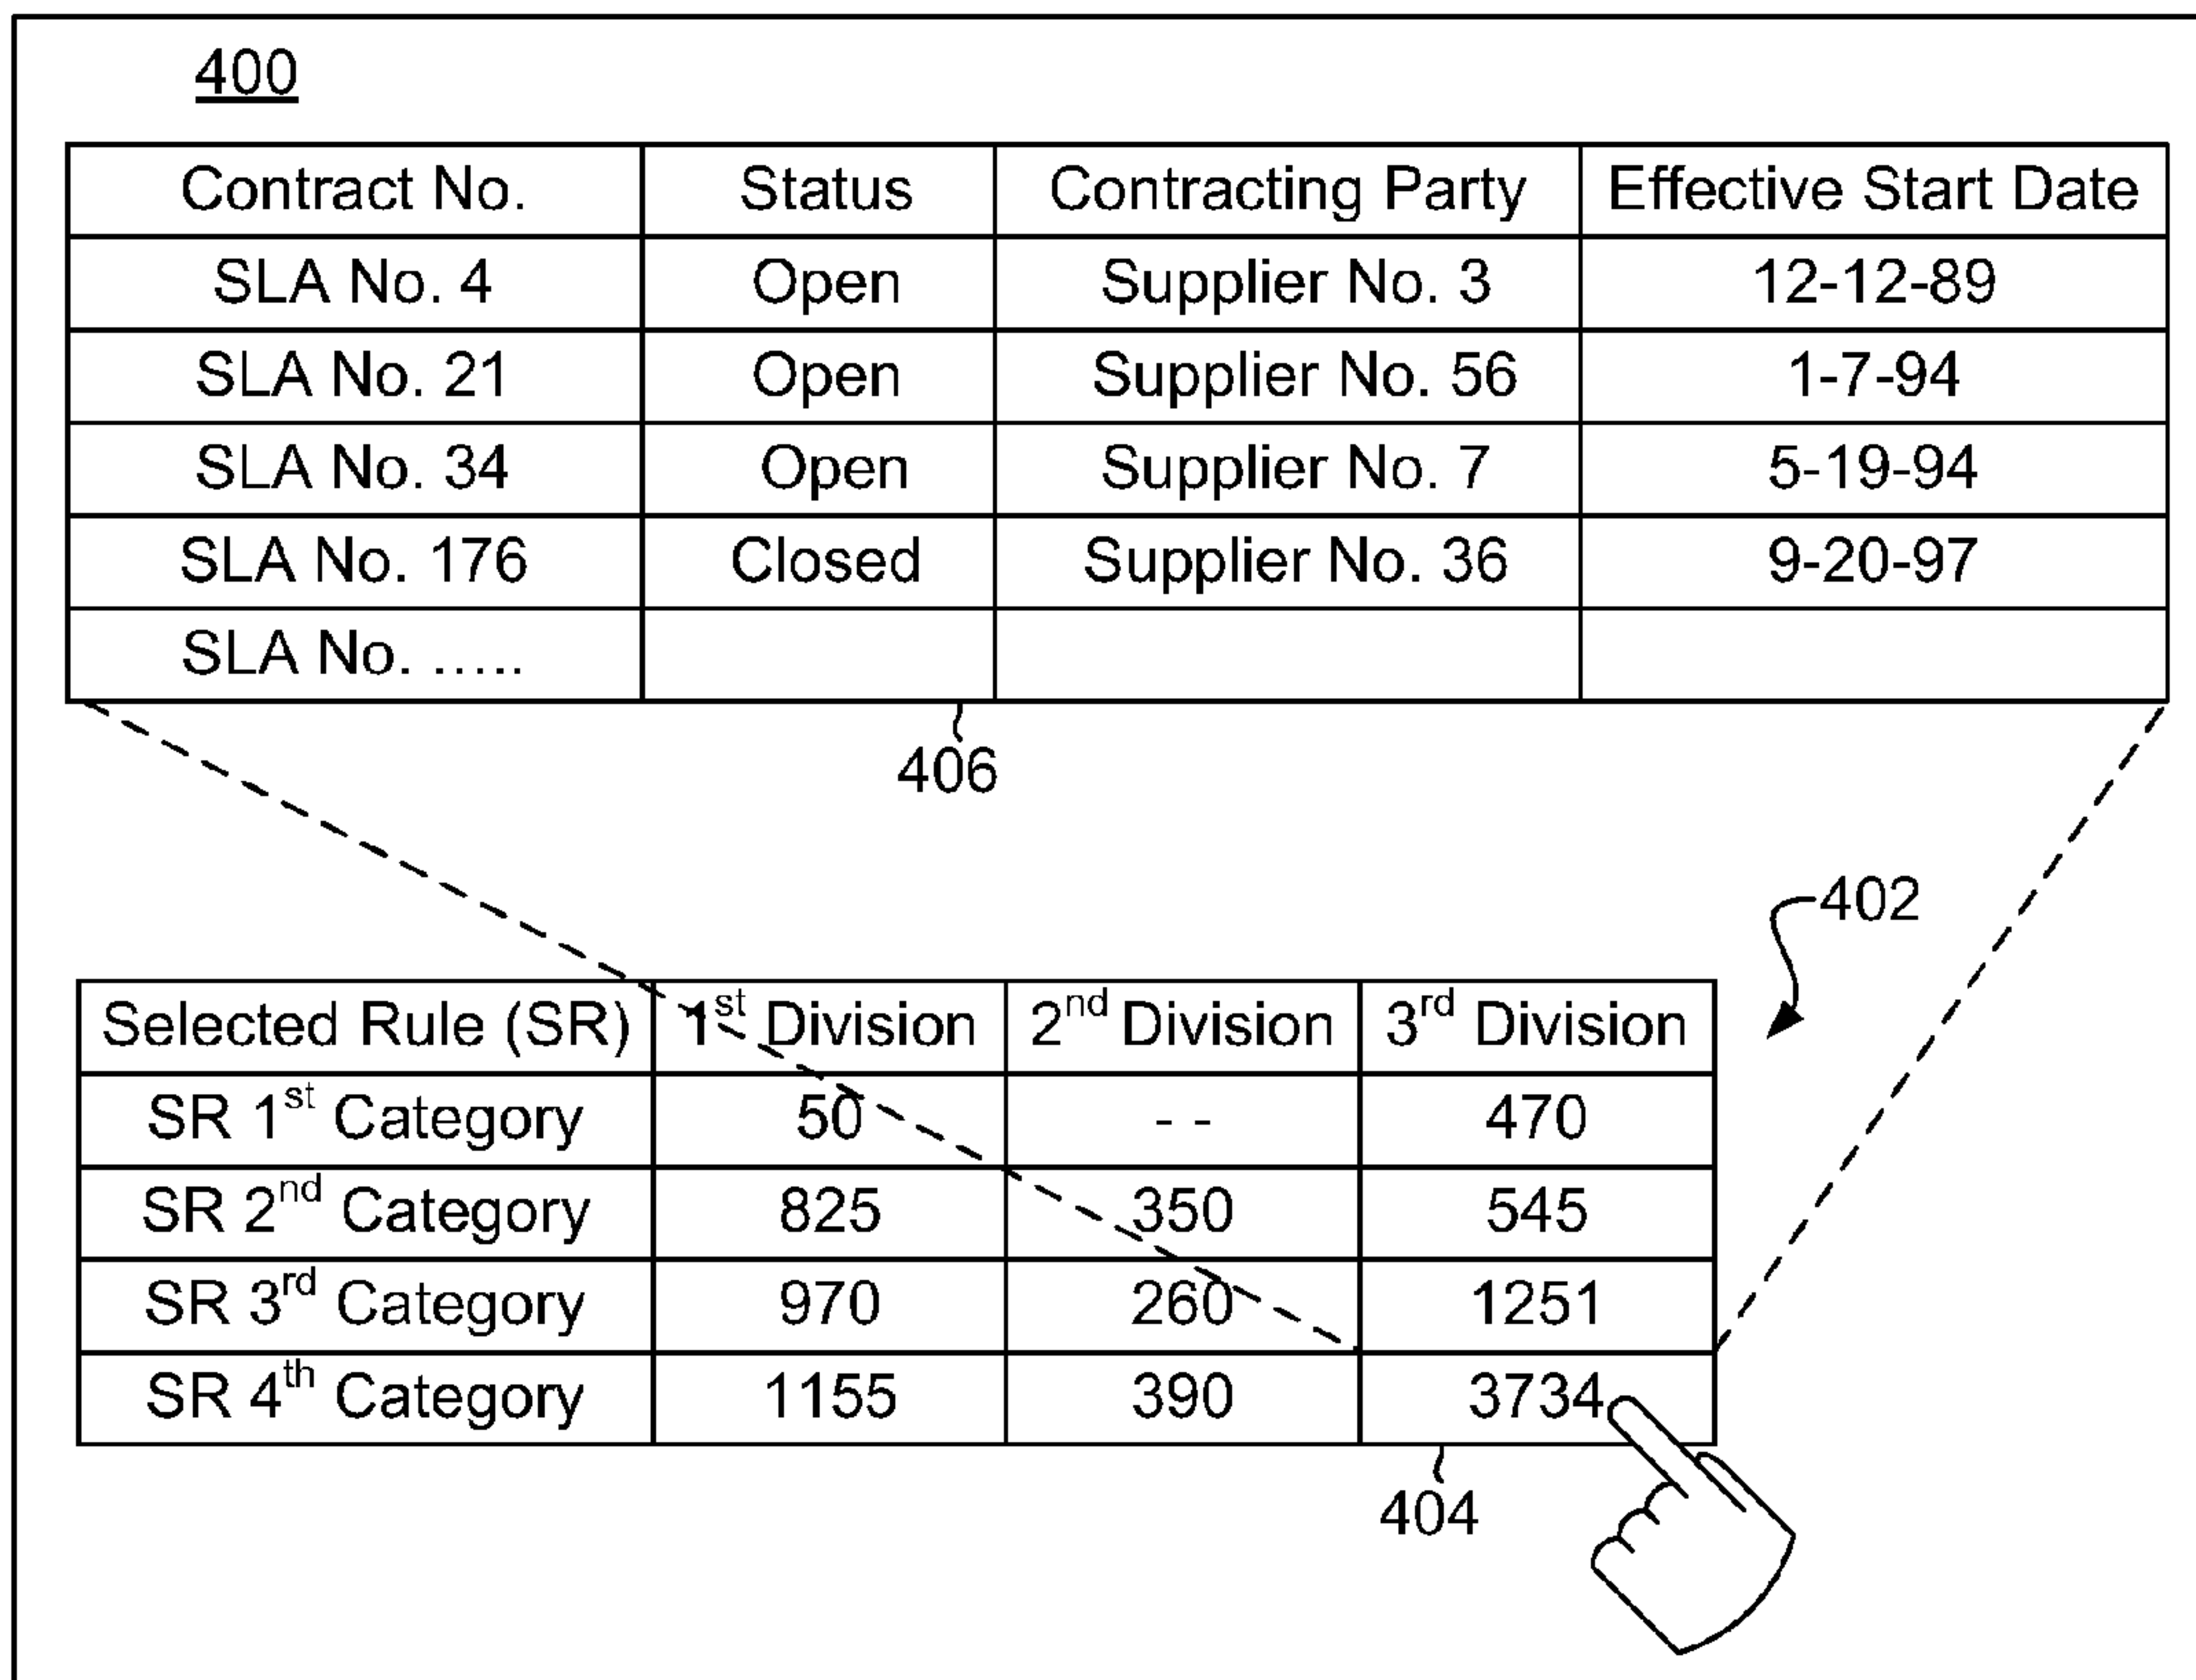 400
Contract No. Status Contracting Party Effective Start Date
SLA No. 4 Open Supplier No. 3 12-12-89
SLA No. 21 Open Supplier No. 56 1-7-94
SLA No. 34 Open Supplier No. 7 5-19-94
SLA No. 176 Closed Supplier No. 36 9-20-97
SLA No. .....
406
402
Selected Rule (SR) 1st Division 2nd Division 3rd Division
SR 1st Category 50 - - 470
SR 2nd Category 825 350 545
SR 3rd Category 970 260 1251
SR 4th Category 1155 390 3734
404